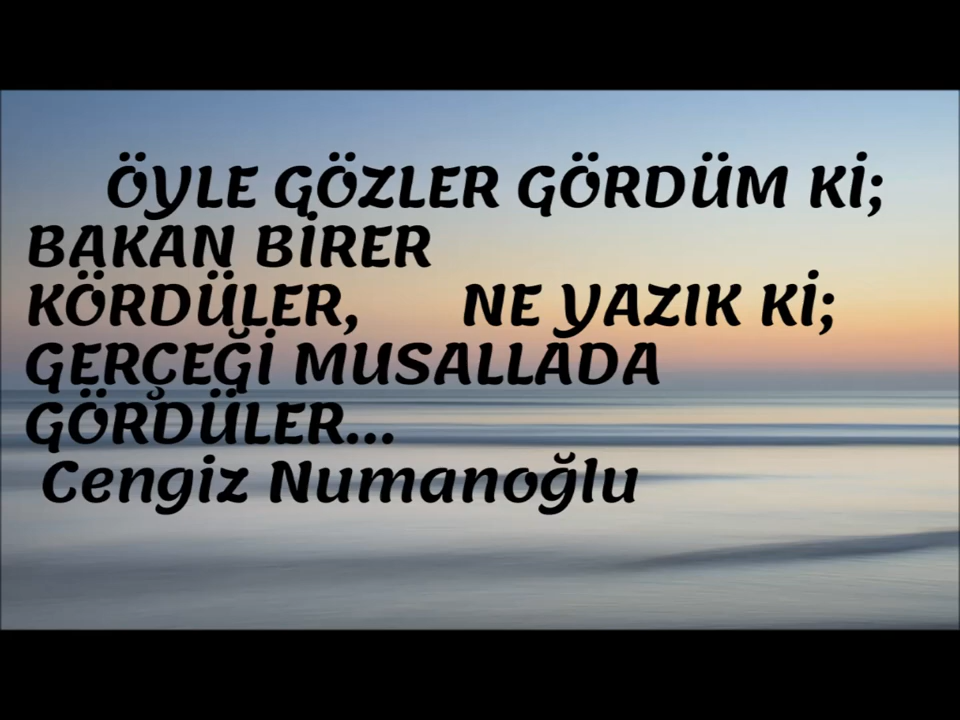 ÖYLE GÖZLER GÖRDÜM Kİ;
BAKAN BİRER
KÖRDÜLER, NE YAZIK Kİ;
GERÇEĞİ MUSALLADA
GÖRDÜLER...
Cengiz Numanoğlu